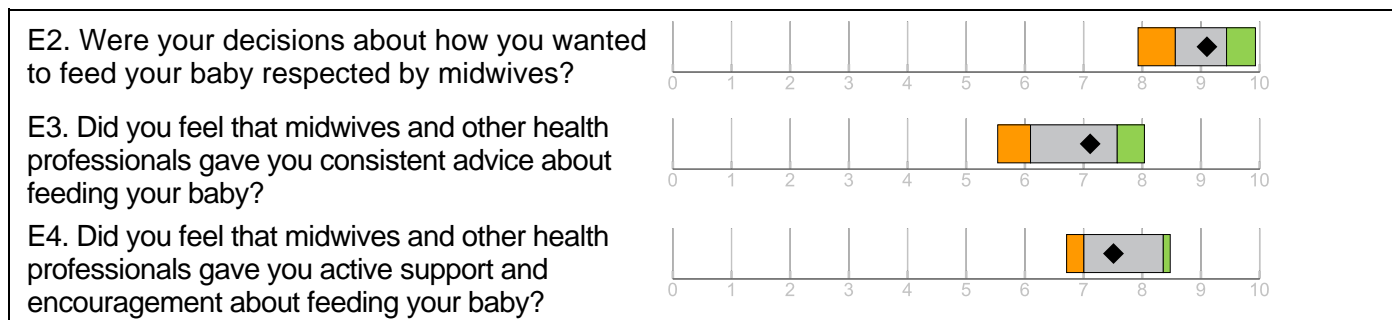 E2. Were your decisions about how you wanted
to feed your baby respected by midwives?
0 1 2 3 4 5 6 7 8 9 10
E3. Did you feel that midwives and other health
professionals gave you consistent advice about
feeding your baby?
0 1 2 3 4 5 6 7 8 9 10
E4. Did you feel that midwives and other health
professionals gave you active support and
encouragement about feeding your baby?
0 1 2 3 4 5 6 7 8 9 10